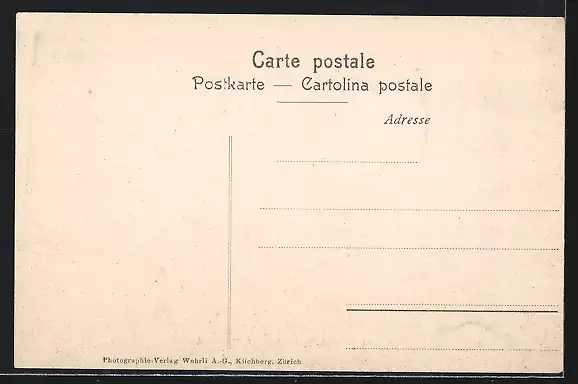 Carte postale
Postkarte — Cartolina postale
Adresse
Photographie-Verlag Wehrli A.-G., Kilchberg, Zürich